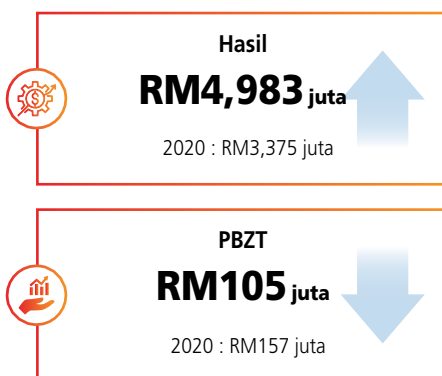 Hasil
RM4,983 juta
2020 : RM3,375 juta
PBZT
RM105 juta
2020 : RM157 juta